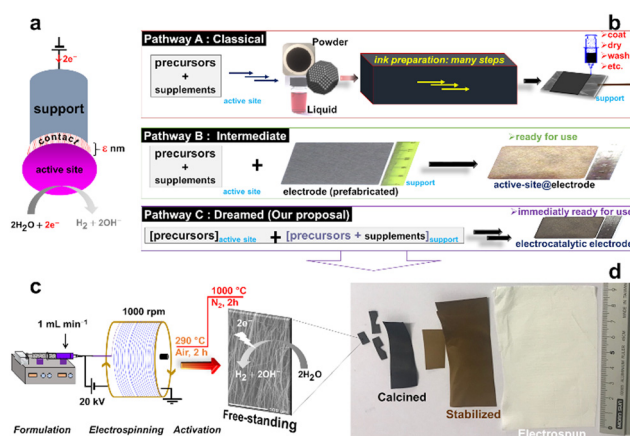 a
2e⁻
support
contact
ε nm
active site
2H₂O + 2e⁻
H₂ + 2OH⁻
b
Pathway A : Classical
precursors
+
supplements
active site
Powder
Liquid
ink preparation: many steps
coat
dry
wash
etc.
support
Pathway B : Intermediate
precursors
+
supplements
+
electrode (prefabricated)
support
➢ready for use
active-site@electrode
Pathway C : Dreamed (Our proposal)
[precursors]active site + [precursors + supplements]support
➢immediatly ready for use
electrocatalytic electrode
c
1 mL min⁻¹
1000 rpm
20 kV
290 °C
Air, 2 h
1000 °C
N₂, 2h
2e⁻
H₂ + 2OH⁻
2H₂O
Free-standing
Formulation Electrospinning Activation
d
Calcined
Stabilized
Electrospun